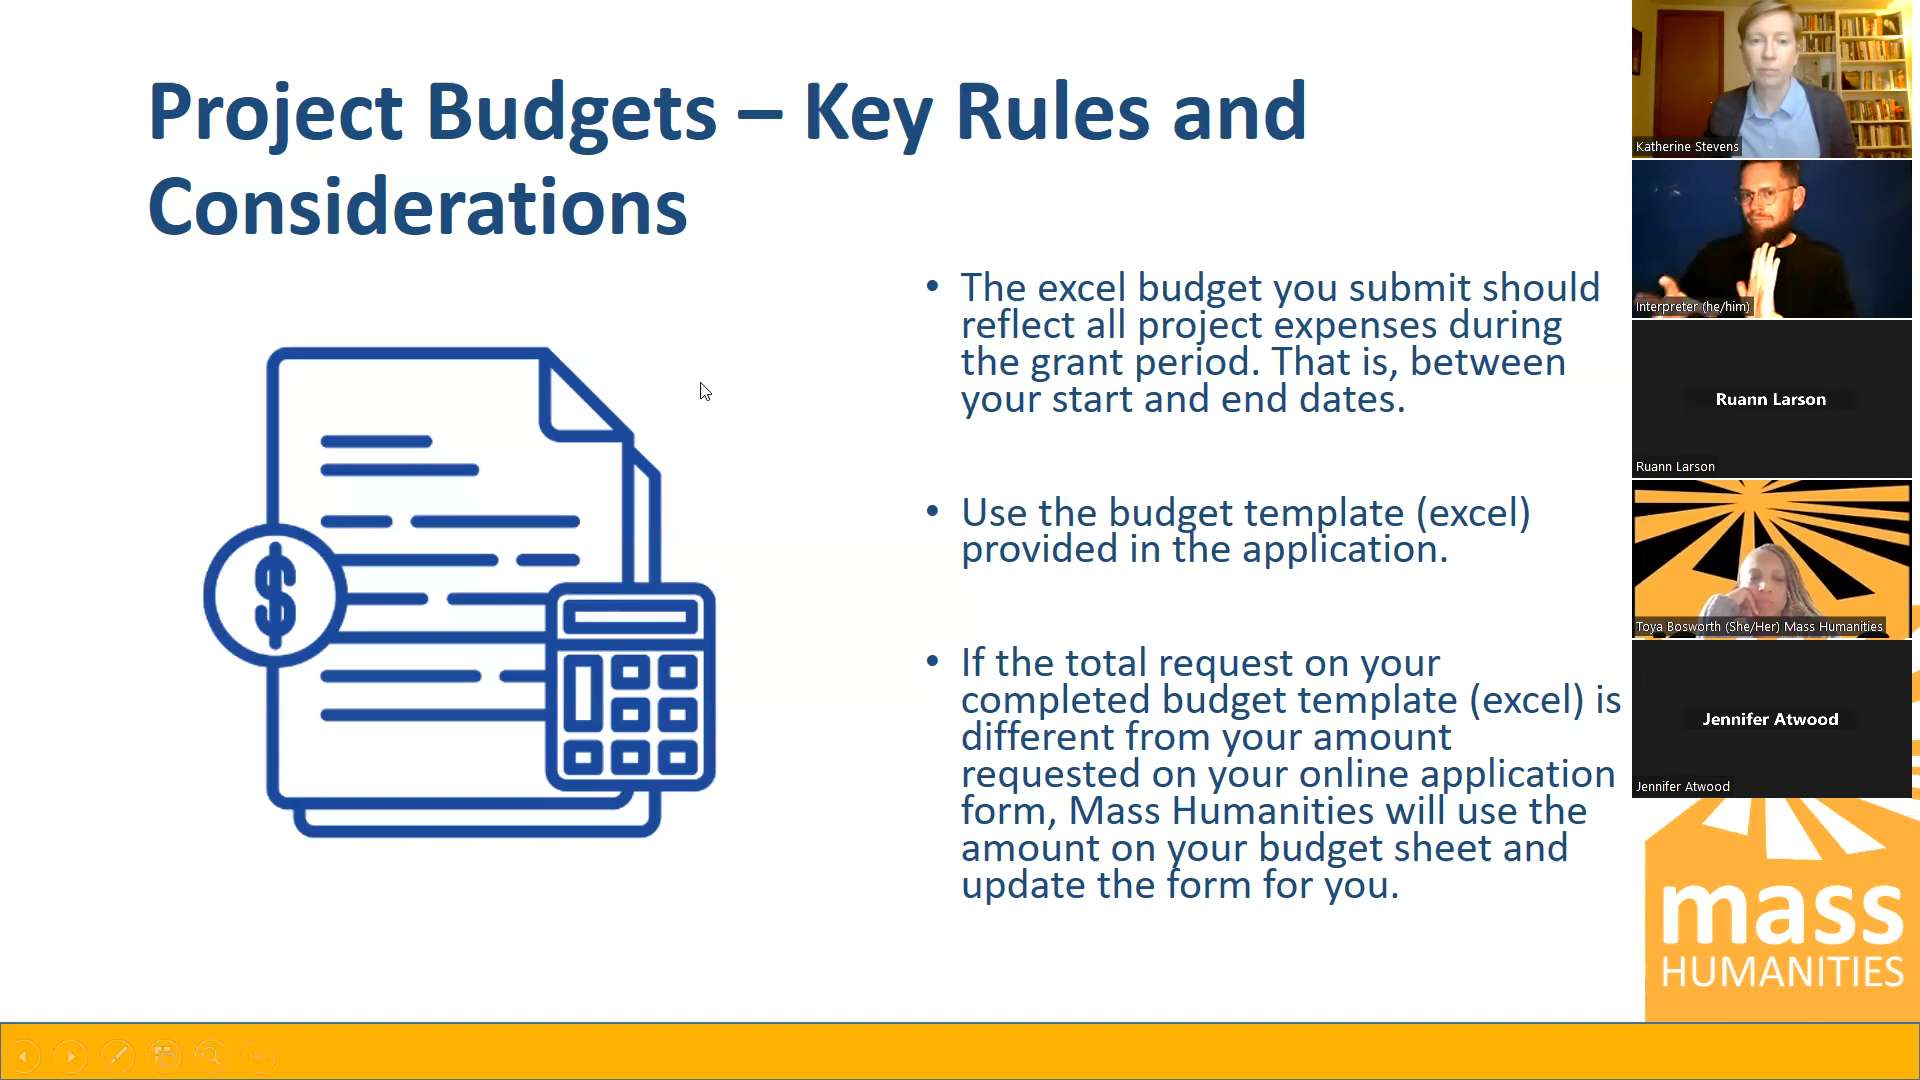 Project Budgets – Key Rules and
Considerations
• The excel budget you submit should
reflect all project expenses during
the grant period. That is, between
your start and end dates.
• Use the budget template (excel)
provided in the application.
• If the total request on your
completed budget template (excel) is
different from your amount
requested on your online application
form, Mass Humanities will use the
amount on your budget sheet and
update the form for you.
$
Katherine Stevens
Interpreter (he/him)
Ruann Larson
Ruann Larson
Toya Bosworth (She/Her) Mass Humanities
Jennifer Atwood
Jennifer Atwood
mass
HUMANITIES